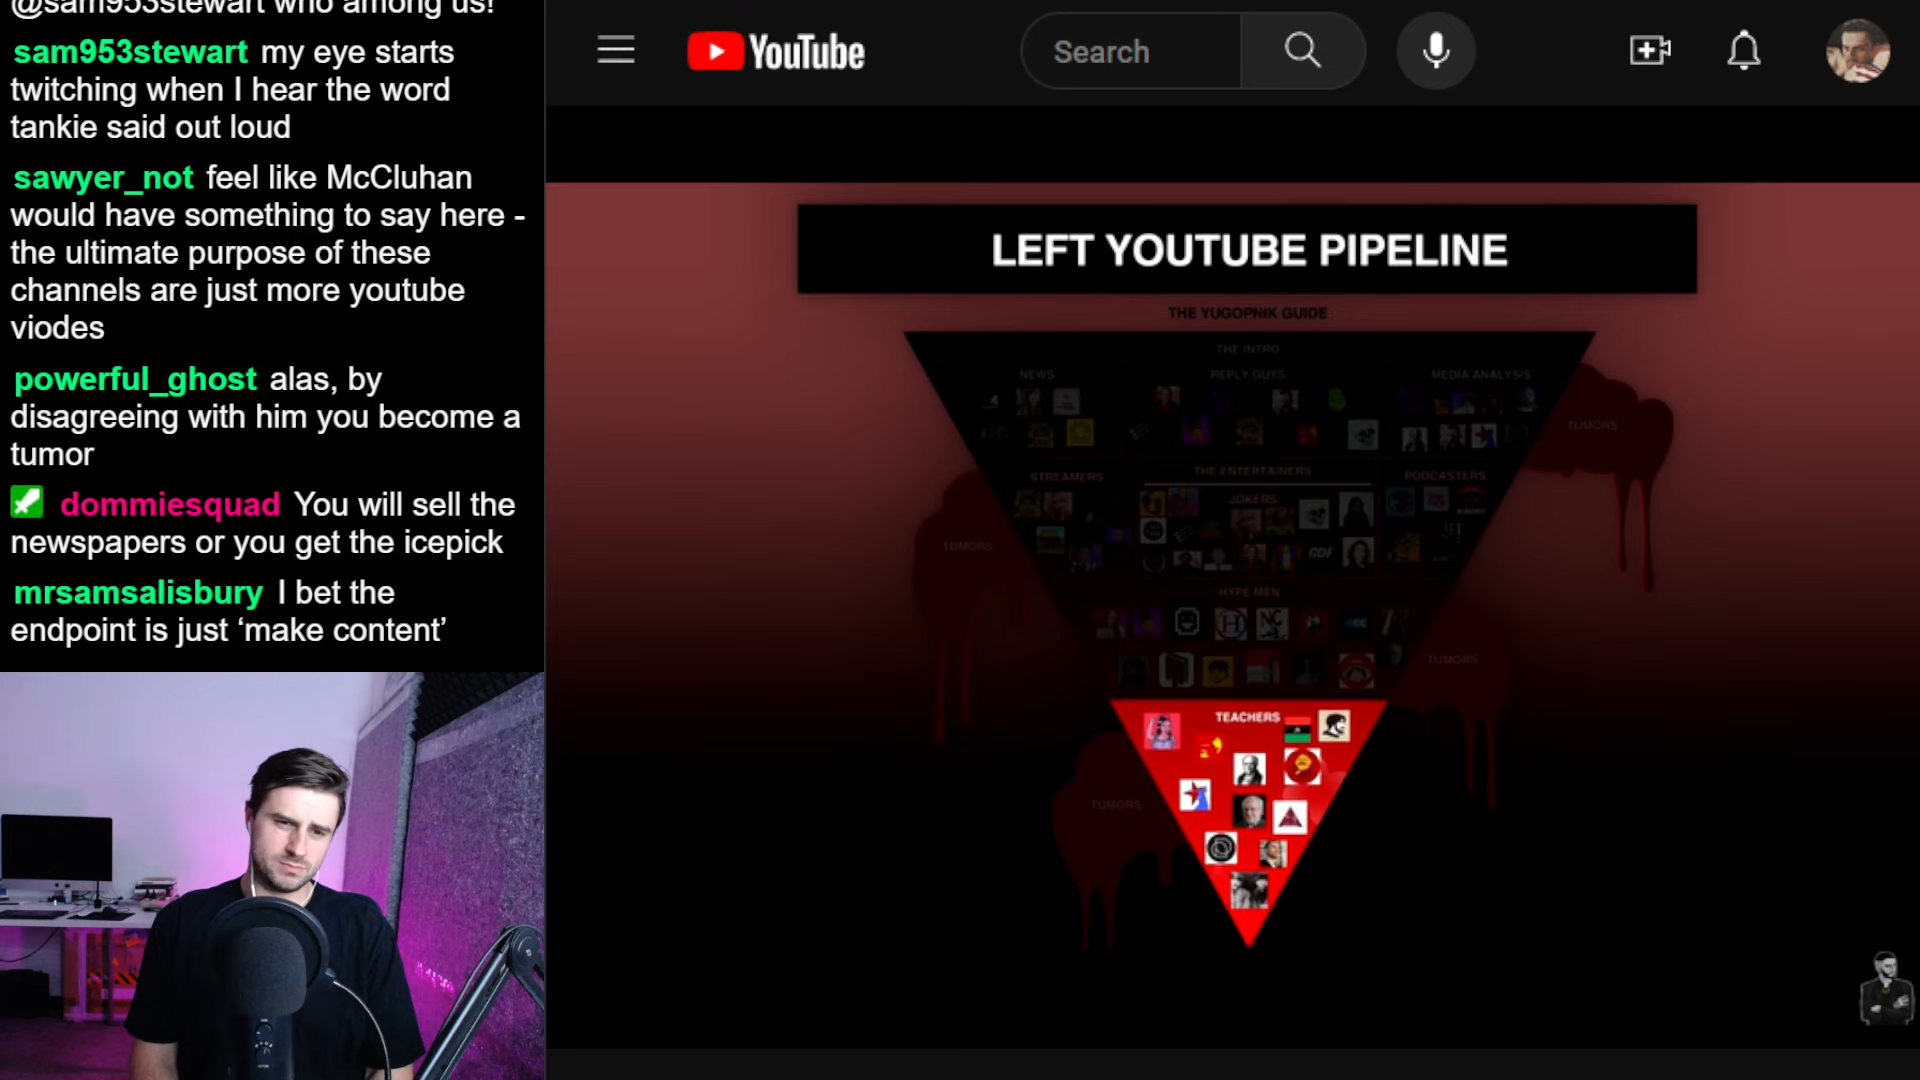 @sam953stewart who among us!
sam953stewart my eye starts
twitching when I hear the word
tankie said out loud
sawyer_not feel like McCluhan
would have something to say here -
the ultimate purpose of these
channels are just more youtube
viodes
powerful_ghost alas, by
disagreeing with him you become a
tumor
dommiesquad You will sell the
newspapers or you get the icepick
mrsamsalisbury I bet the
endpoint is just ‘make content’
YouTube
Search
LEFT YOUTUBE PIPELINE
THE YUGOPNIK GUIDE
THE INTRO
NEWS
REPLY GUYS
MEDIA ANALYSIS
TUMORS
STREAMERS
THE ENTERTAINERS
PODCASTERS
JOKERS
TUMORS
GDF
HYPE MEN
TUMORS
TEACHERS
TUMORS